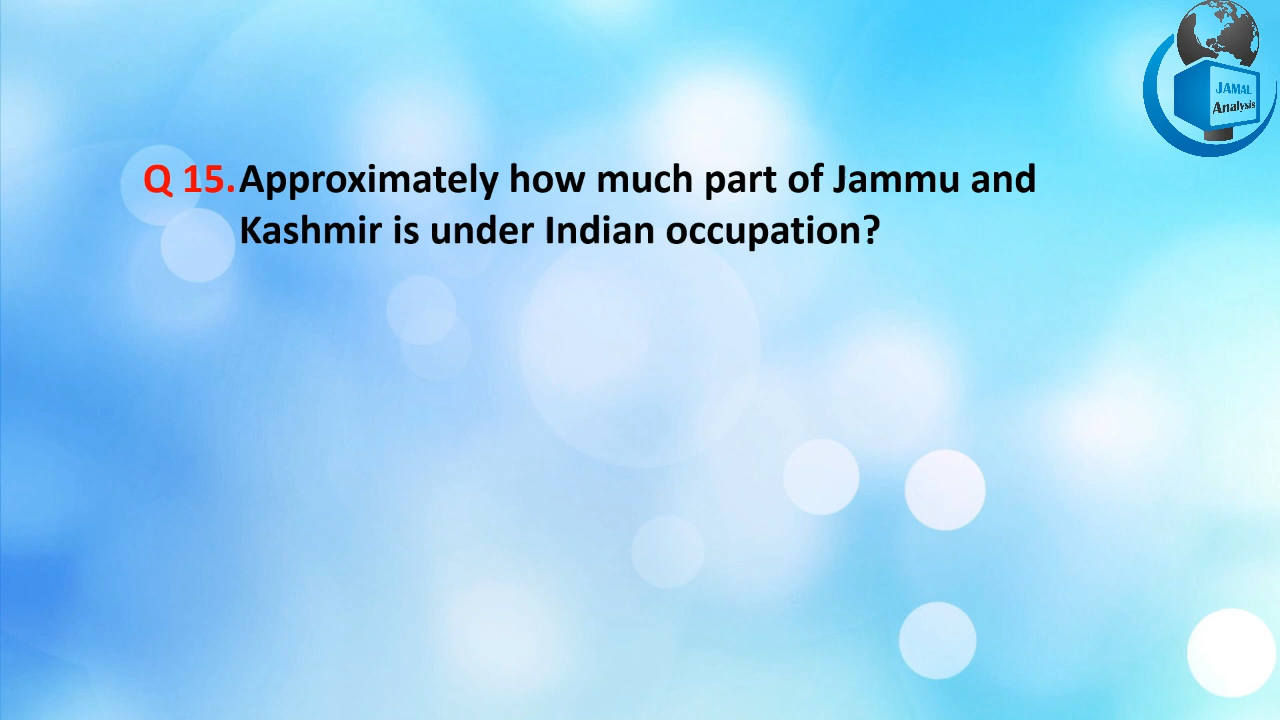 JAMAL
Analysis
Q 15. Approximately how much part of Jammu and
Kashmir is under Indian occupation?